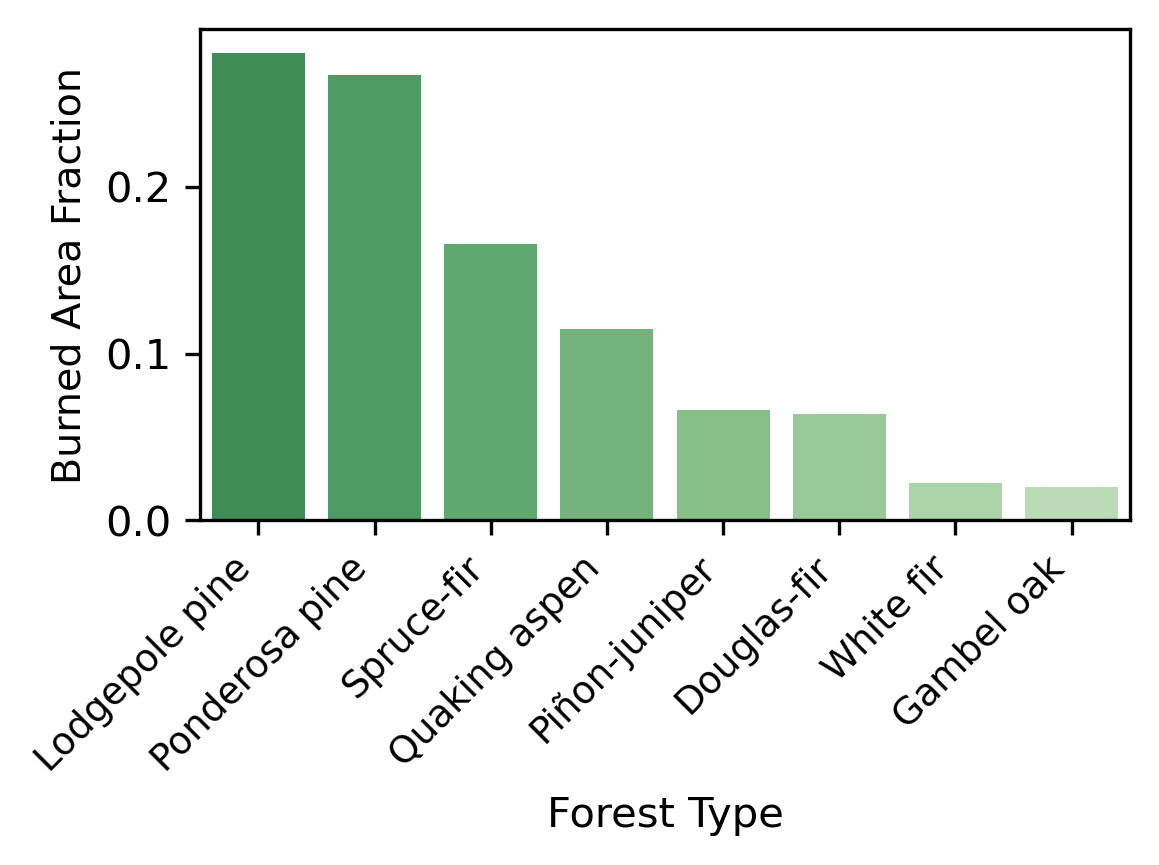 Burned Area Fraction
0.2
0.1
0.0
Lodgepole pine
Ponderosa pine
Spruce-fir
Quaking aspen
Piñon-juniper
Douglas-fir
White fir
Gambel oak
Forest Type